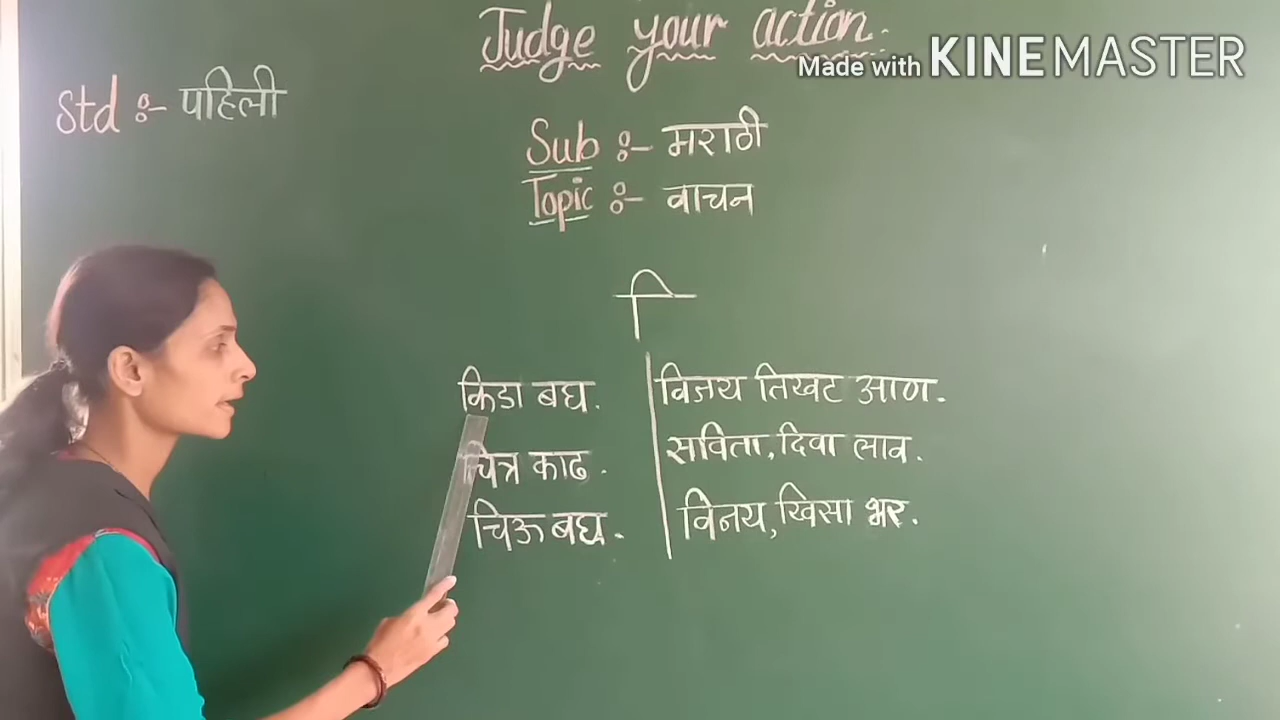 Judge your action.
Made with KINEMASTER
Std :- पहिली
Sub :- मराठी
Topic :- वाचन
ि
किडा बघ.
चित्र काढ.
चिऊ बघ.
विजय तिखट आण.
सविता, दिवा लाव.
विनय, खिसा भर.